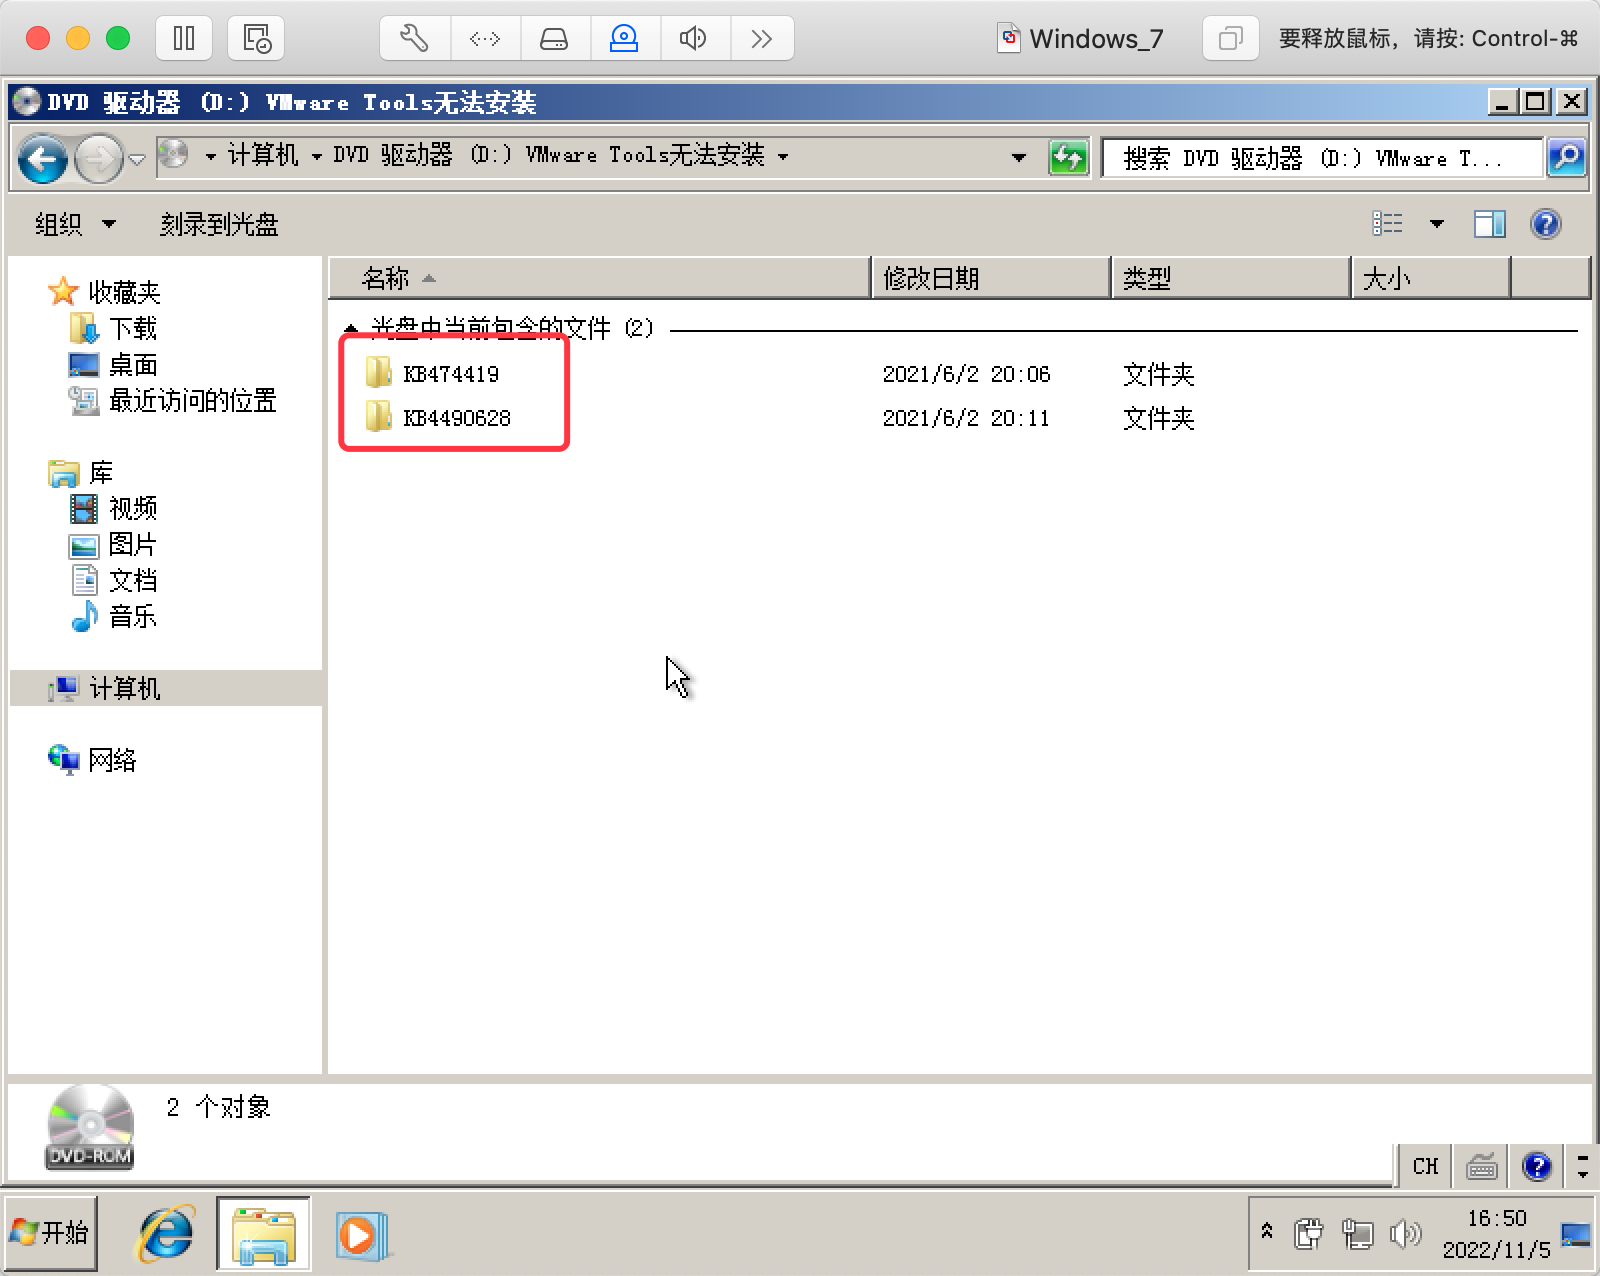 Windows_7
要释放鼠标，请按: Control-⌘
DVD 驱动器 (D:) VMware Tools无法安装
计算机 DVD 驱动器 (D:) VMware Tools无法安装
搜索 DVD 驱动器 (D:) VMware T...
组织 刻录到光盘
名称 修改日期 类型 大小
收藏夹
下载
桌面
最近访问的位置
库
视频
图片
文档
音乐
计算机
网络
光盘中当前包含的文件 (2)
KB474419 2021/6/2 20:06 文件夹
KB4490628 2021/6/2 20:11 文件夹
2 个对象
DVD-ROM
CH
开始
16:50
2022/11/5